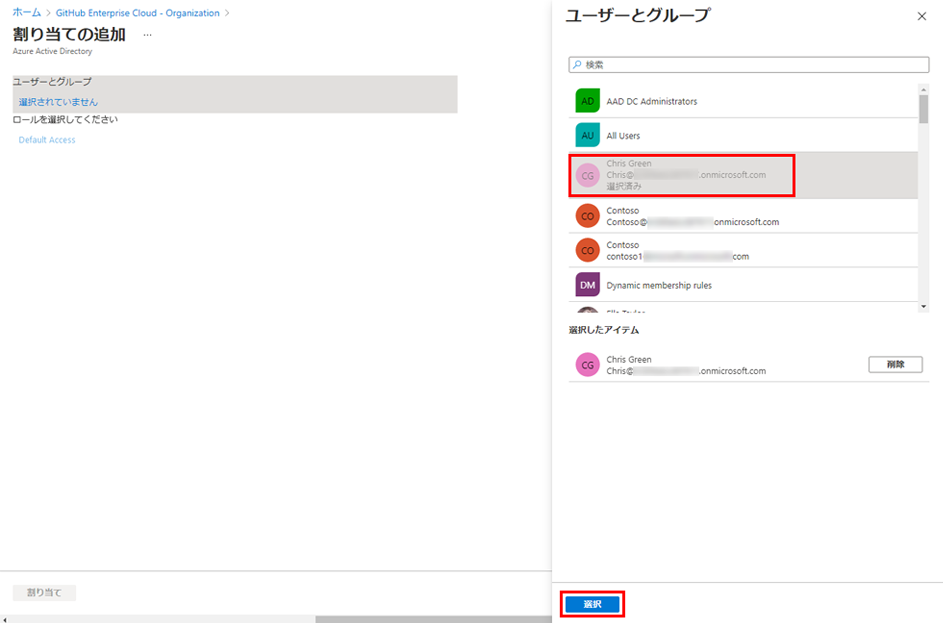 ホーム > GitHub Enterprise Cloud - Organization >
割り当ての追加 ...
Azure Active Directory
ユーザーとグループ
選択されていません
ロールを選択してください
Default Access
割り当て
ユーザーとグループ
検索
AD AAD DC Administrators
AU All Users
CG Chris Green
Chris@ .onmicrosoft.com
選択済み
CO Contoso
Contoso@ onmicrosoft.com
CO Contoso
contoso1 com
DM Dynamic membership rules
選択したアイテム
CG Chris Green
Chris@ .onmicrosoft.com
削除
選択